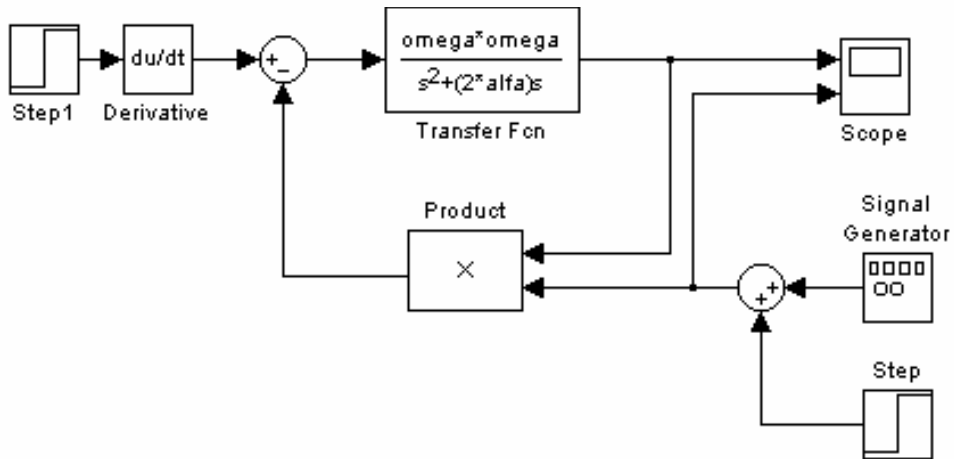 Step1
du/dt
Derivative
+
−
omega*omega
s²+(2*alfa)s
Transfer Fcn
Scope
Product
×
Signal
Generator
+
+
Step